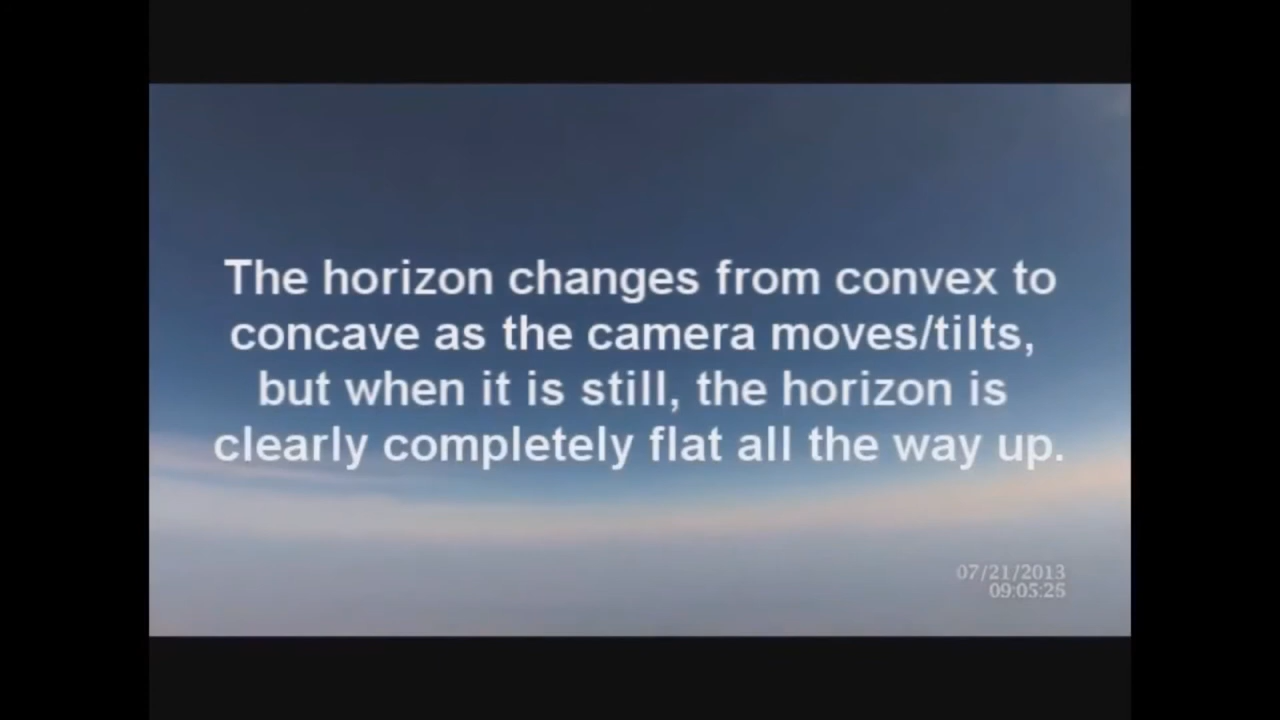 The horizon changes from convex to
concave as the camera moves/tilts,
but when it is still, the horizon is
clearly completely flat all the way up.
07/21/2013
09:05:25